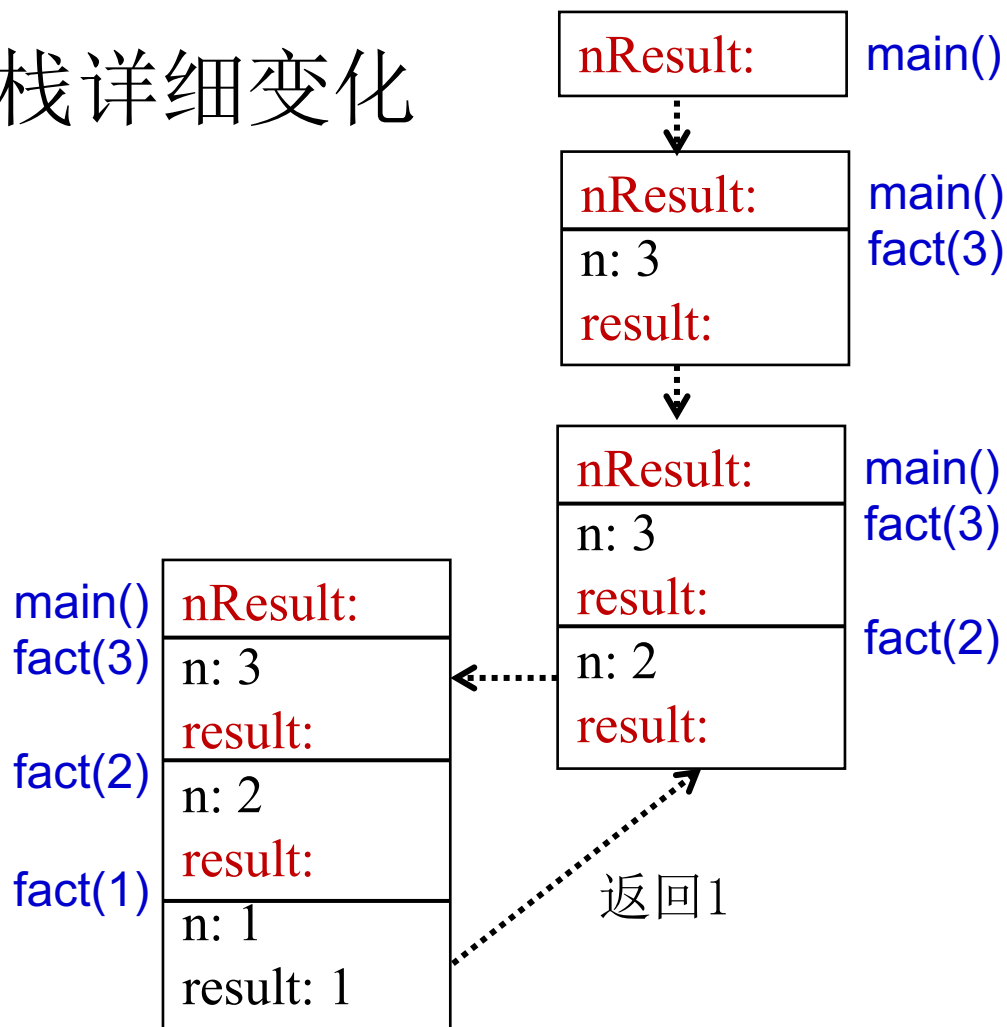 栈详细变化
nResult:
main()
nResult:
main()
n: 3
fact(3)
result:
nResult:
main()
n: 3
fact(3)
result:
n: 2
fact(2)
result:
main()
nResult:
fact(3)
n: 3
result:
fact(2)
n: 2
result:
fact(1)
n: 1
result: 1
返回1